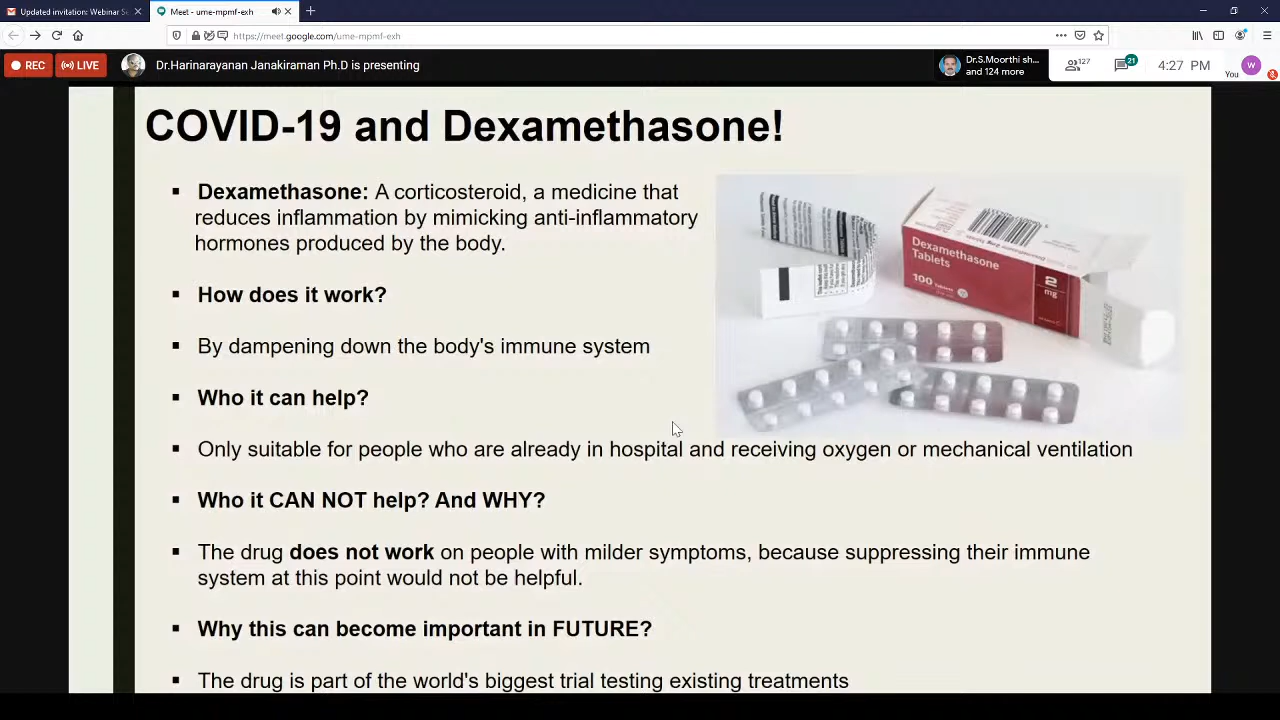 Updated invitation: Webinar Se
Meet - ume-mpmf-exh
https://meet.google.com/ume-mpmf-exh
REC
LIVE
Dr.Harinarayanan Janakiraman Ph.D is presenting
Dr.S.Moorthi sh...
and 124 more
127
21
4:27 PM
You
W
COVID-19 and Dexamethasone!
▪ Dexamethasone: A corticosteroid, a medicine that
reduces inflammation by mimicking anti-inflammatory
hormones produced by the body.
Dexamethasone
Tablets
100 Tablets
2
mg
▪ How does it work?
▪ By dampening down the body's immune system
▪ Who it can help?
▪ Only suitable for people who are already in hospital and receiving oxygen or mechanical ventilation
▪ Who it CAN NOT help? And WHY?
▪ The drug does not work on people with milder symptoms, because suppressing their immune
system at this point would not be helpful.
▪ Why this can become important in FUTURE?
▪ The drug is part of the world's biggest trial testing existing treatments